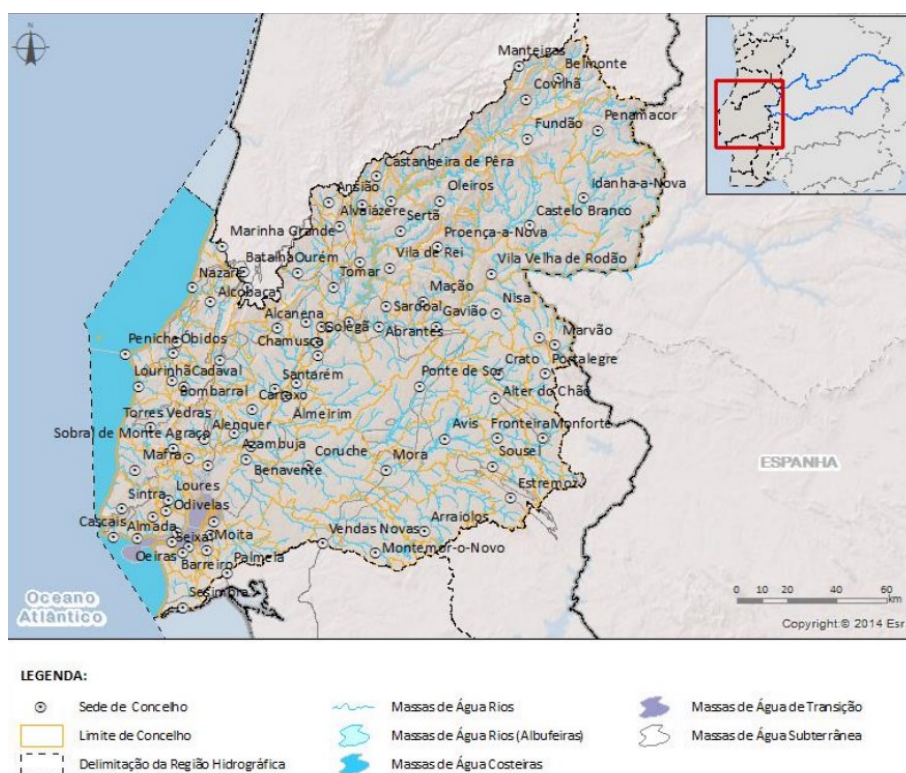 N
Manteigas
Belmonte
Covilhã
Penamacor
Fundão
Castanheira de Pêra
Ansião
Oleiros
Idanha-a-Nova
Alvaiázere
Sertã
Castelo Branco
Marinha Grande
Proença-a-Nova
Batalha
Ourém
Vila de Rei
Tomar
Vila Velha de Rodão
Nazaré
Mação
Alcobaça
Sardoal
Gavião
Nisa
Alcanena
Golegã
Abrantes
Marvão
Peniche
Óbidos
Chamusca
Crato
Portalegre
Lourinhã
Cadaval
Santarém
Ponte de Sor
Bombarral
Cartaxo
Alter do Chão
Torres Vedras
Almeirim
Alenquer
Sobral de Monte Agraço
Avis
Fronteira
Monforte
Azambuja
Coruche
Mora
Sousel
Mafra
Benavente
ESPANHA
Loures
Estremoz
Sintra
Odivelas
Cascais
Almada
Seixal
Moita
Vendas Novas
Arraiolos
Oeiras
Barreiro
Palmela
Montemor-o-Novo
Sesimbra
Oceano
Atlântico
0 10 20 40 60
km
Copyright © 2014 Esr
LEGENDA:
Sede de Concelho
Massas de Água Rios
Massas de Água de Transição
Limite de Concelho
Massas de Água Rios (Albufeiras)
Massas de Água Subterrânea
Delimitação da Região Hidrográfica
Massas de Água Costeiras